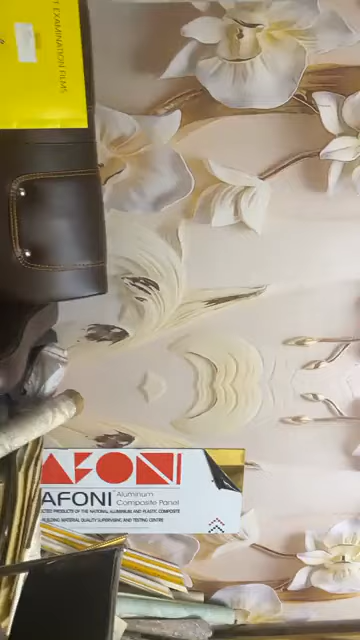 Y EXAMINATION FILMS
AFONI
AFONI Aluminum
Composite Panel
CTED PRODUCTS OF THE NATIONAL ALUMINUM AND PLASTIC COMPOSITE
BUILDING MATERIAL QUALITY SUPERVISING AND TESTING CENTRE